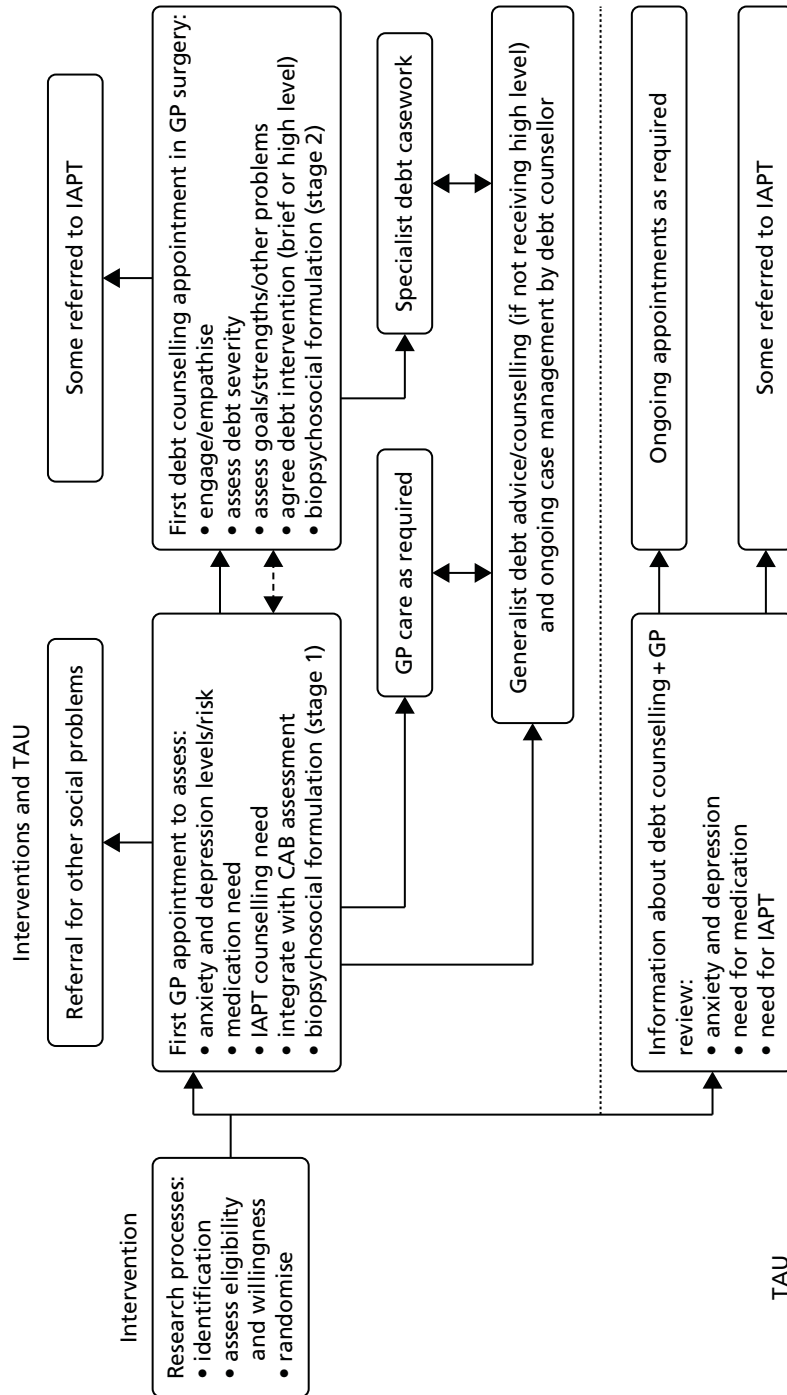 Intervention
Interventions and TAU
Research processes:
• identification
• assess eligibility
and willingness
• randomise
Referral for other social problems
First GP appointment to assess:
• anxiety and depression levels/risk
• medication need
• IAPT counselling need
• integrate with CAB assessment
• biopsychosocial formulation (stage 1)
Some referred to IAPT
First debt counselling appointment in GP surgery:
• engage/empathise
• assess debt severity
• assess goals/strengths/other problems
• agree debt intervention (brief or high level)
• biopsychosocial formulation (stage 2)
GP care as required
Specialist debt casework
Generalist debt advice/counselling (if not receiving high level)
and ongoing case management by debt counsellor
TAU
Information about debt counselling + GP
review:
• anxiety and depression
• need for medication
• need for IAPT
Ongoing appointments as required
Some referred to IAPT